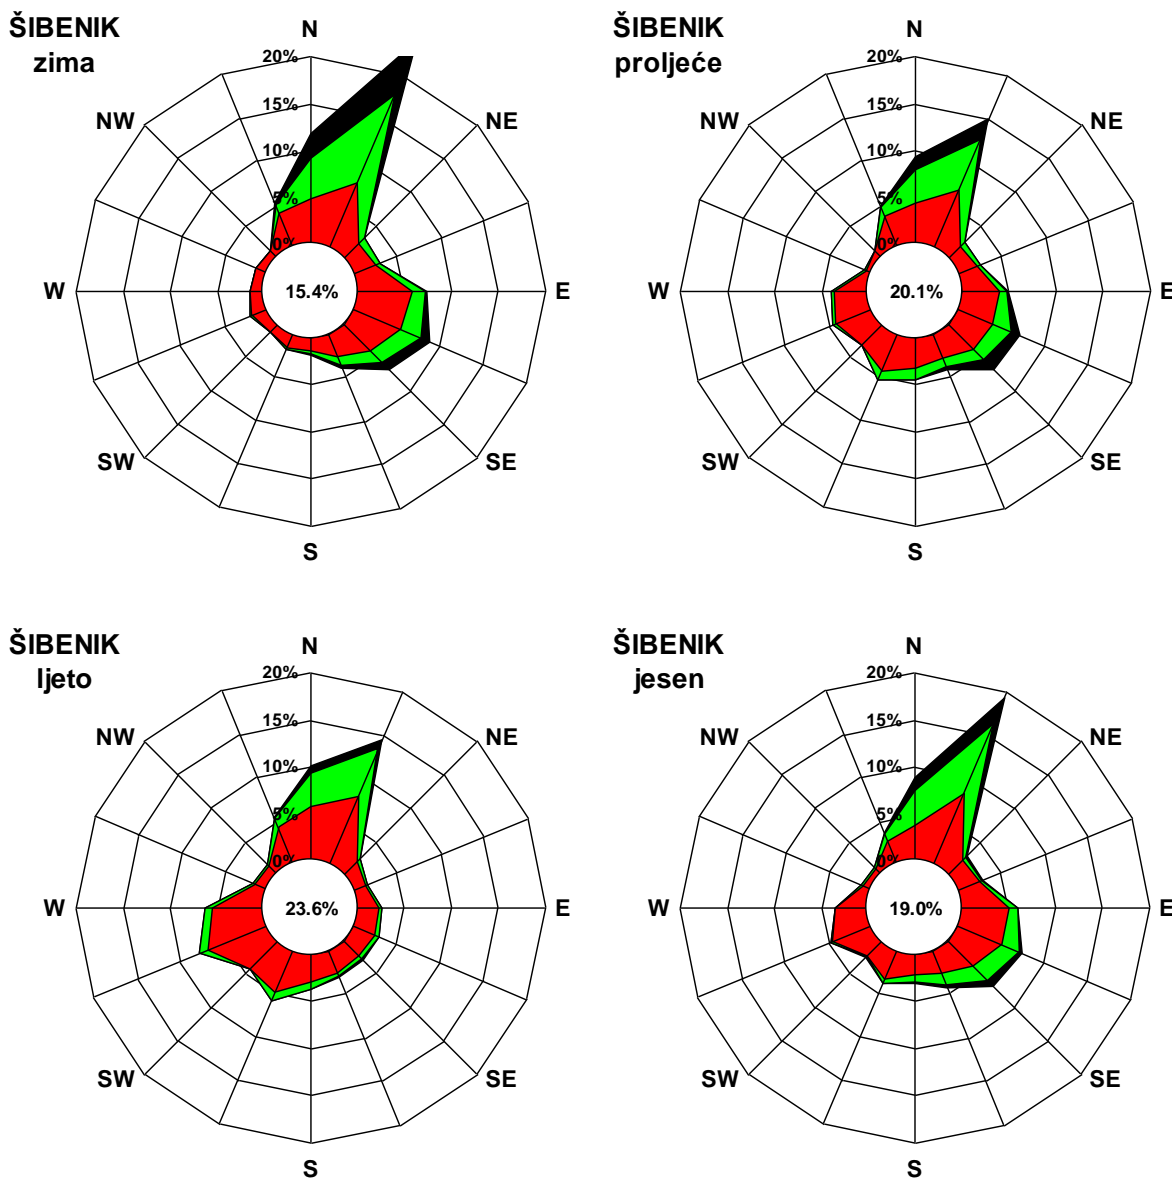 ŠIBENIK
zima
N
NE
E
SE
S
SW
W
NW
20%
15%
10%
5%
0%
15.4%
ŠIBENIK
proljeće
N
NE
E
SE
S
SW
W
NW
20%
15%
10%
5%
0%
20.1%
ŠIBENIK
ljeto
N
NE
E
SE
S
SW
W
NW
20%
15%
10%
5%
0%
23.6%
ŠIBENIK
jesen
N
NE
E
SE
S
SW
W
NW
20%
15%
10%
5%
0%
19.0%